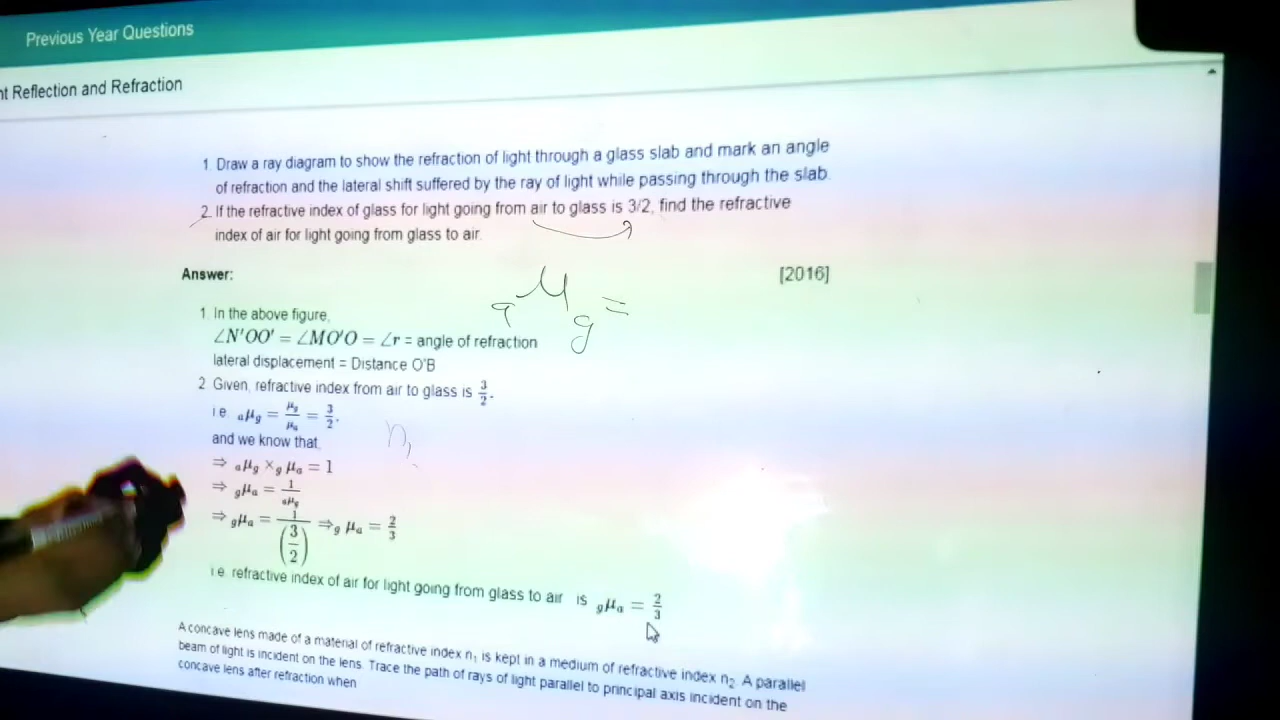 Previous Year Questions
nt Reflection and Refraction
1. Draw a ray diagram to show the refraction of light through a glass slab and mark an angle
of refraction and the lateral shift suffered by the ray of light while passing through the slab.
2. If the refractive index of glass for light going from air to glass is 3/2, find the refractive
index of air for light going from glass to air.
Answer: [2016]
aμg =
1. In the above figure,
∠N'OO' = ∠MO'O = ∠r = angle of refraction
lateral displacement = Distance O'B
2 Given, refractive index from air to glass is 3/2.
i.e. aμg = μg/μa = 3/2.
n,
and we know that,
⇒ aμg ×g μa = 1
⇒ gμa = 1/aμg
⇒ gμa = 1/(3/2) ⇒g μa = 2/3
i.e. refractive index of air for light going from glass to air is gμa = 2/3
A concave lens made of a material of refractive index n₁ is kept in a medium of refractive index n₂. A parallel
beam of light is incident on the lens. Trace the path of rays of light parallel to principal axis incident on the
concave lens after refraction when